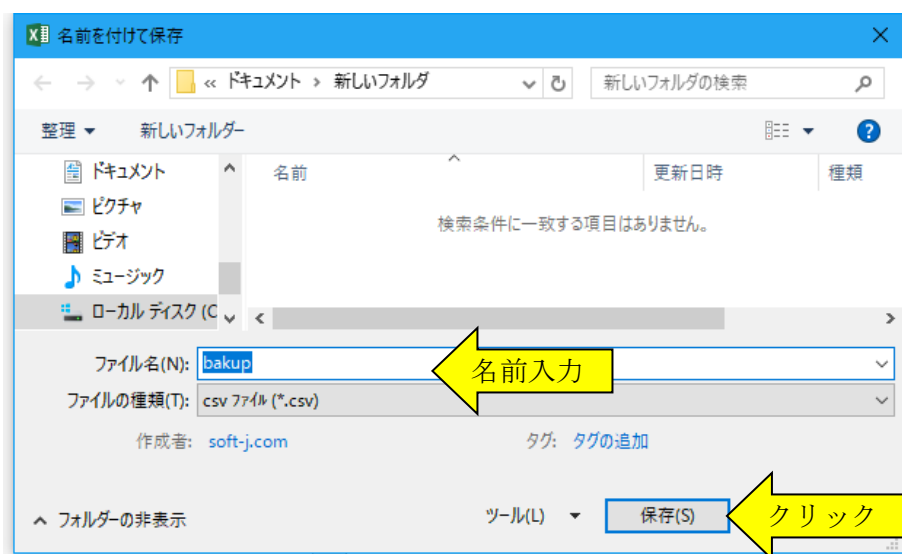 名前を付けて保存
« ドキュメント › 新しいフォルダ
新しいフォルダの検索
整理
新しいフォルダー
ドキュメント
ピクチャ
ビデオ
ミュージック
ローカル ディスク (C
名前
更新日時
種類
検索条件に一致する項目はありません。
ファイル名(N): bakup
名前入力
ファイルの種類(T): csv ファイル (*.csv)
作成者: soft-j.com
タグ: タグの追加
フォルダーの非表示
ツール(L)
保存(S)
クリック